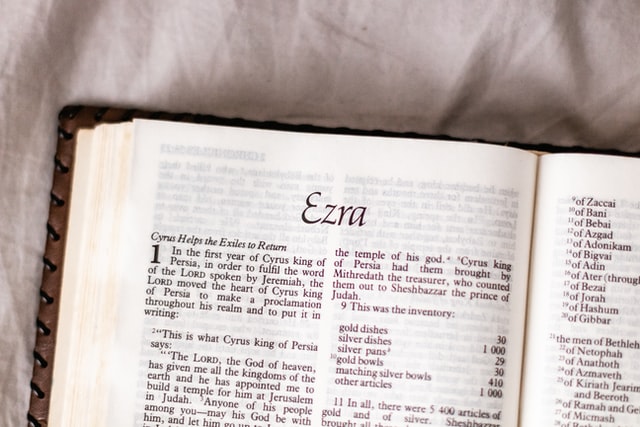 Ezra
Cyrus Helps the Exiles to Return
1 In the first year of Cyrus king of
Persia, in order to fulfil the word
of the LORD spoken by Jeremiah, the
LORD moved the heart of Cyrus king
of Persia to make a proclamation
throughout his realm and to put it in
writing:
2“This is what Cyrus king of Persia
says:
“‘The LORD, the God of heaven,
has given me all the kingdoms of the
earth and he has appointed me to
build a temple for him at Jerusalem
in Judah. 3Anyone of his people
among you—may his God be with
him, and let him go up to
the temple of his god.a 8Cyrus king
of Persia had them brought by
Mithredath the treasurer, who counted
them out to Sheshbazzar the prince of
Judah.
9 This was the inventory:
gold dishes 30
silver dishes 1 000
silver pansb 29
10gold bowls 30
matching silver bowls 410
other articles 1 000
11 In all, there were 5 400 articles of
gold and of silver. Sheshbazzar
brought all
9of Zaccai
10of Bani
11of Bebai
12of Azgad
13of Adonikam
14of Bigvai
15of Adin
16of Ater (through
17of Bezai
18of Jorah
19of Hashum
20of Gibbar
21the men of Bethlehem
22of Netophah
23of Anathoth
24of Azmaveth
25of Kiriath Jearim
and Beeroth
26of Ramah and
27of Micmash